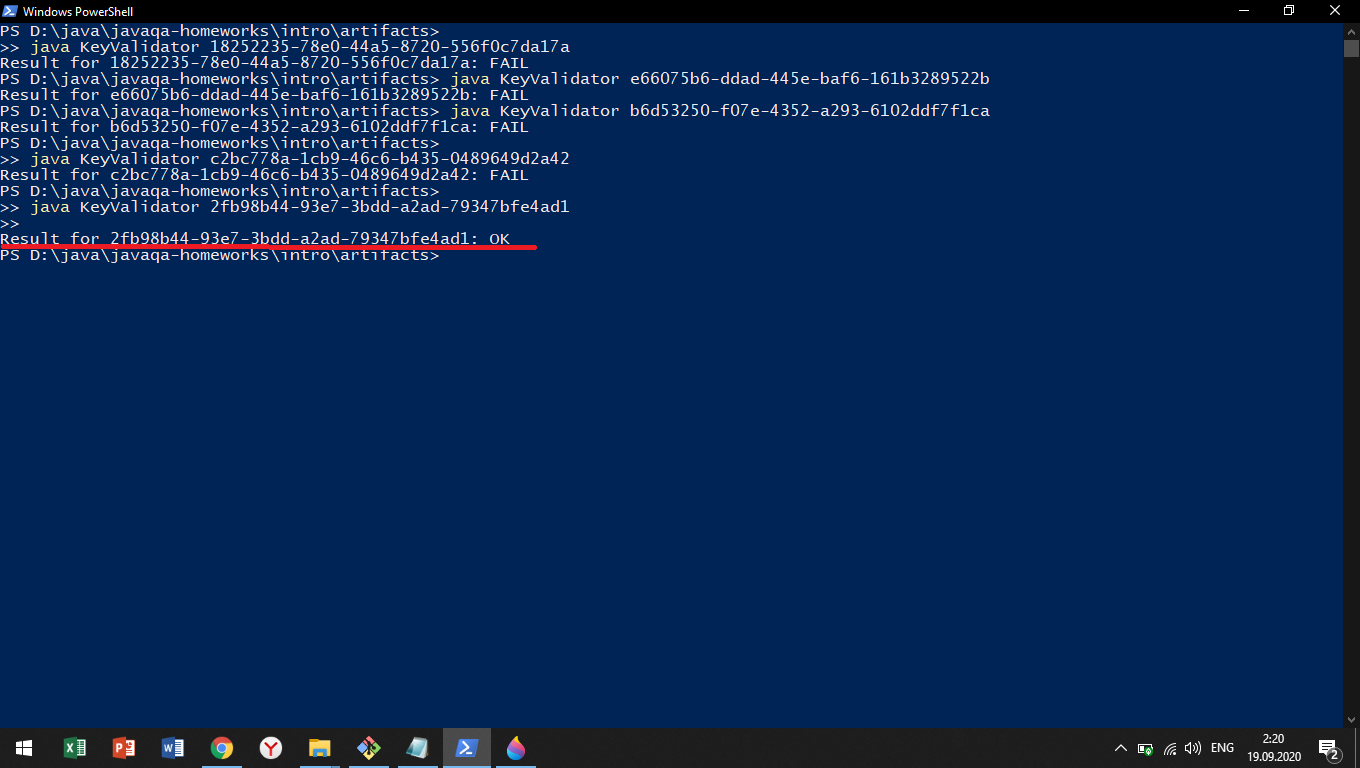 Windows PowerShell
PS D:\java\javaqa-homeworks\intro\artifacts>
>> java KeyValidator 18252235-78e0-44a5-8720-556f0c7da17a
Result for 18252235-78e0-44a5-8720-556f0c7da17a: FAIL
PS D:\java\javaqa-homeworks\intro\artifacts> java KeyValidator e66075b6-ddad-445e-baf6-161b3289522b
Result for e66075b6-ddad-445e-baf6-161b3289522b: FAIL
PS D:\java\javaqa-homeworks\intro\artifacts> java KeyValidator b6d53250-f07e-4352-a293-6102ddf7f1ca
Result for b6d53250-f07e-4352-a293-6102ddf7f1ca: FAIL
PS D:\java\javaqa-homeworks\intro\artifacts>
>> java KeyValidator c2bc778a-1cb9-46c6-b435-0489649d2a42
Result for c2bc778a-1cb9-46c6-b435-0489649d2a42: FAIL
PS D:\java\javaqa-homeworks\intro\artifacts>
>> java KeyValidator 2fb98b44-93e7-3bdd-a2ad-79347bfe4ad1
>>
Result for 2fb98b44-93e7-3bdd-a2ad-79347bfe4ad1: OK
PS D:\java\javaqa-homeworks\intro\artifacts>
ENG
2:20
19.09.2020
2